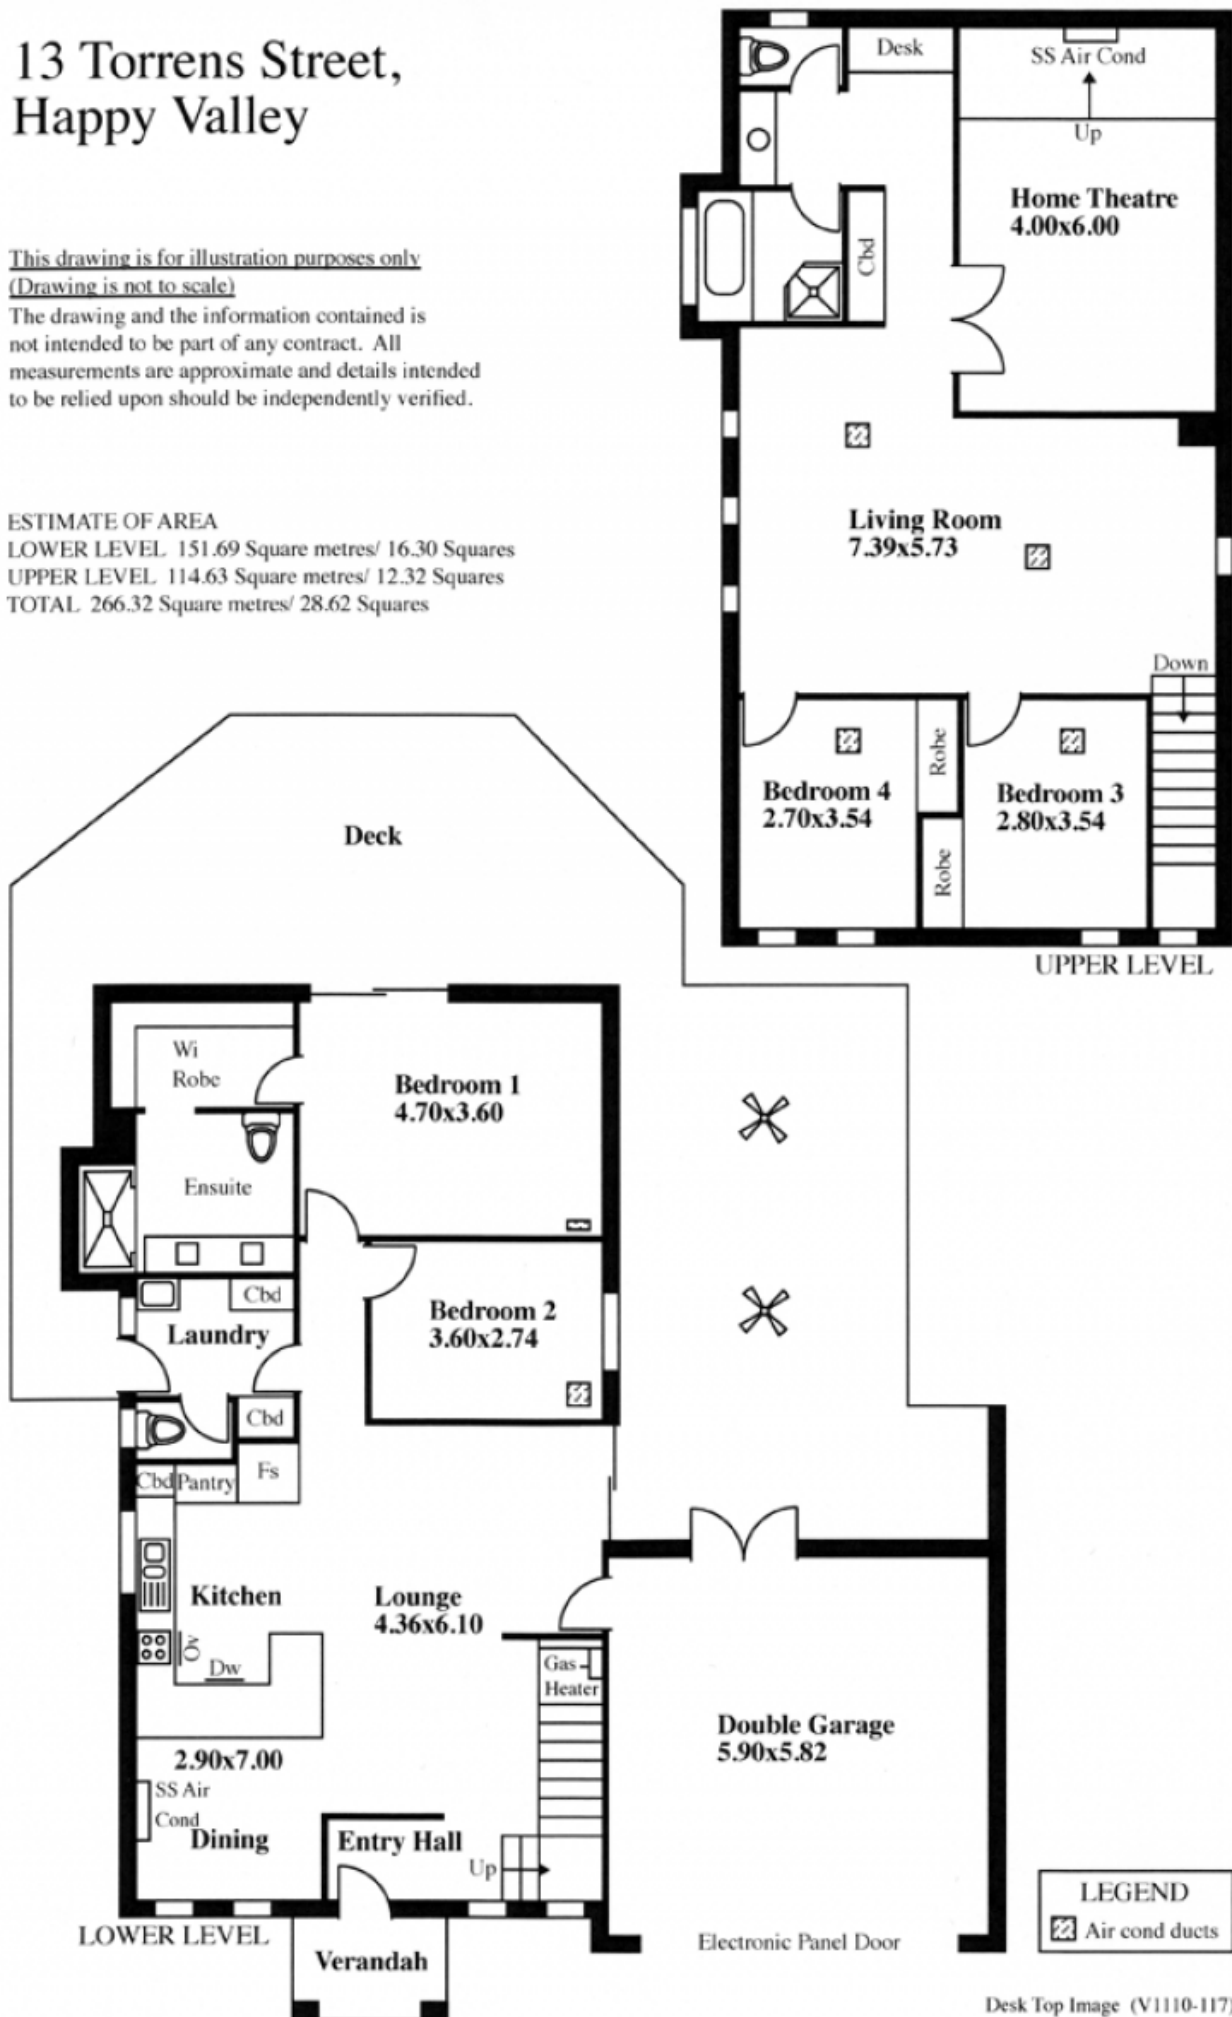 13 Torrens Street,
Happy Valley
This drawing is for illustration purposes only
(Drawing is not to scale)
The drawing and the information contained is
not intended to be part of any contract. All
measurements are approximate and details intended
to be relied upon should be independently verified.
ESTIMATE OF AREA
LOWER LEVEL 151.69 Square metres/ 16.30 Squares
UPPER LEVEL 114.63 Square metres/ 12.32 Squares
TOTAL 266.32 Square metres/ 28.62 Squares
Desk
SS Air Cond
Up
Home Theatre
4.00x6.00
Cbd
Living Room
7.39x5.73
Down
Robe
Bedroom 4
2.70x3.54
Bedroom 3
2.80x3.54
Robe
UPPER LEVEL
Deck
Wi
Robe
Bedroom 1
4.70x3.60
Ensuite
Cbd
Laundry
Bedroom 2
3.60x2.74
Cbd
Fs
Cbd
Pantry
Kitchen
Lounge
4.36x6.10
Ov
Dw
Gas
Heater
Double Garage
5.90x5.82
2.90x7.00
SS Air
Cond
Dining
Entry Hall
Up
LOWER LEVEL
Verandah
Electronic Panel Door
LEGEND
Air cond ducts
Desk Top Image (V1110-117)